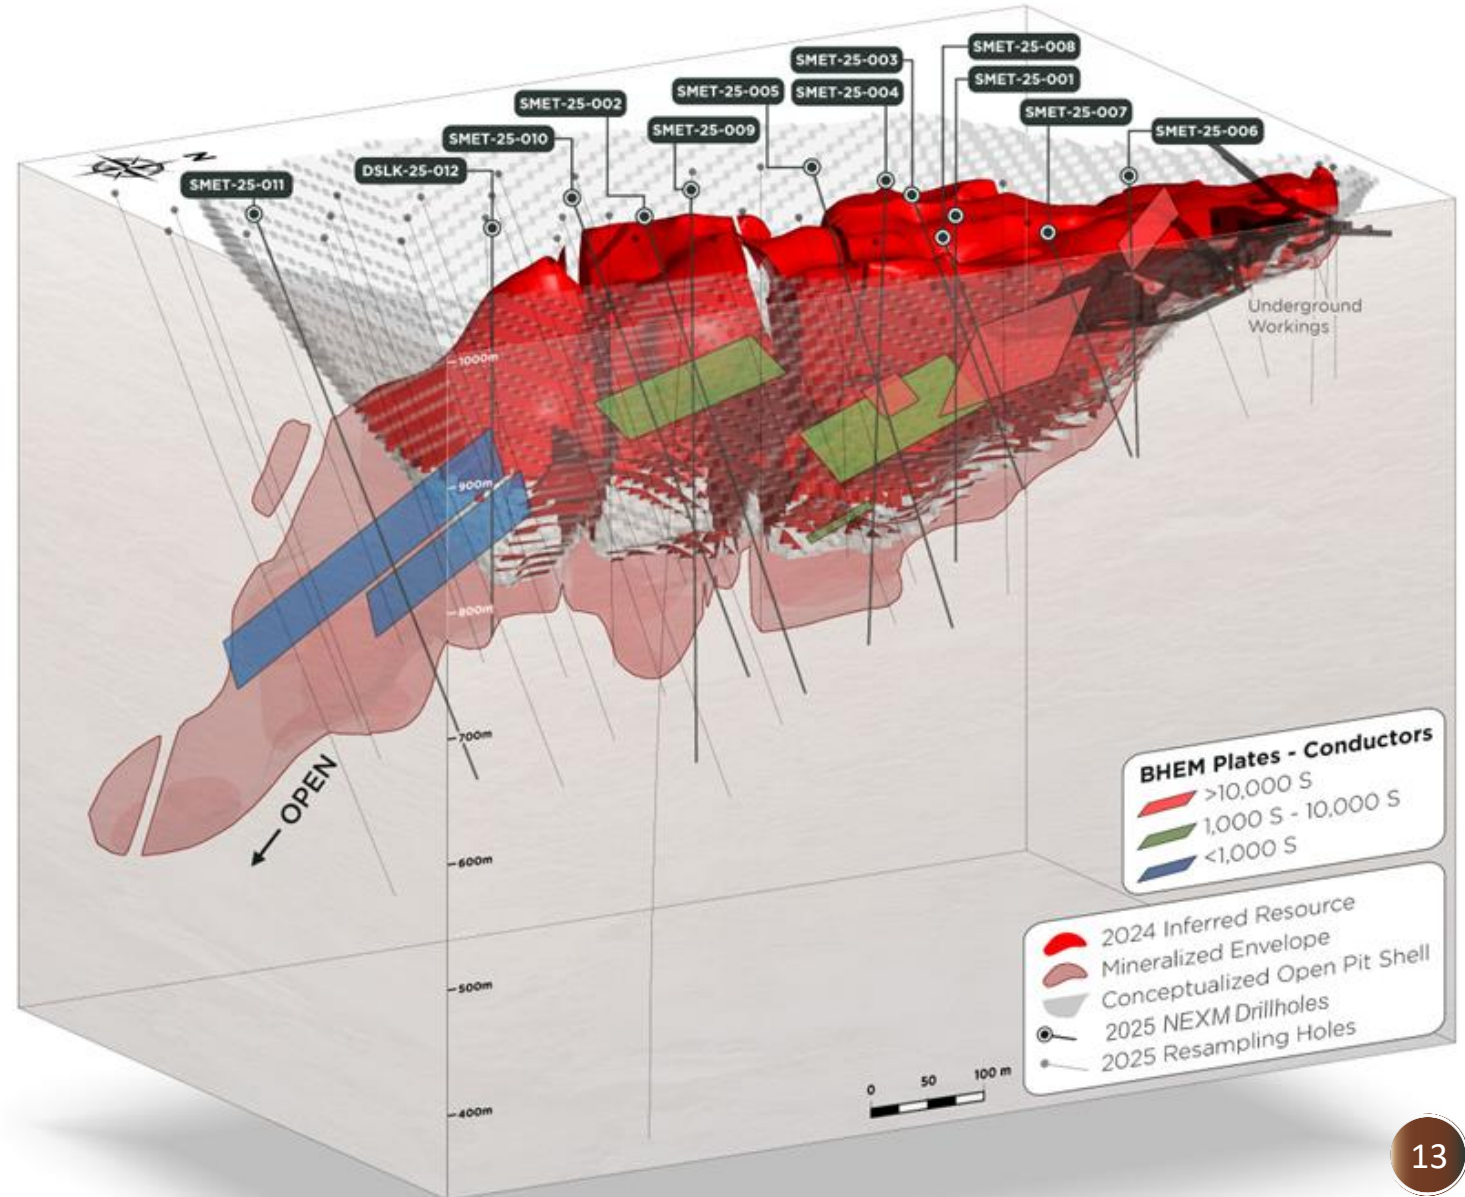 SMET-25-008
SMET-25-003
SMET-25-001
SMET-25-005
SMET-25-004
SMET-25-002
SMET-25-007
SMET-25-009
SMET-25-006
SMET-25-010
DSLK-25-012
N
SMET-25-011
Underground
Workings
1000m
900m
800m
700m
600m
500m
400m
OPEN
BHEM Plates - Conductors
>10,000 S
1,000 S - 10,000 S
<1,000 S
2024 Inferred Resource
Mineralized Envelope
Conceptualized Open Pit Shell
2025 NEXM Drillholes
2025 Resampling Holes
0 50 100 m
13